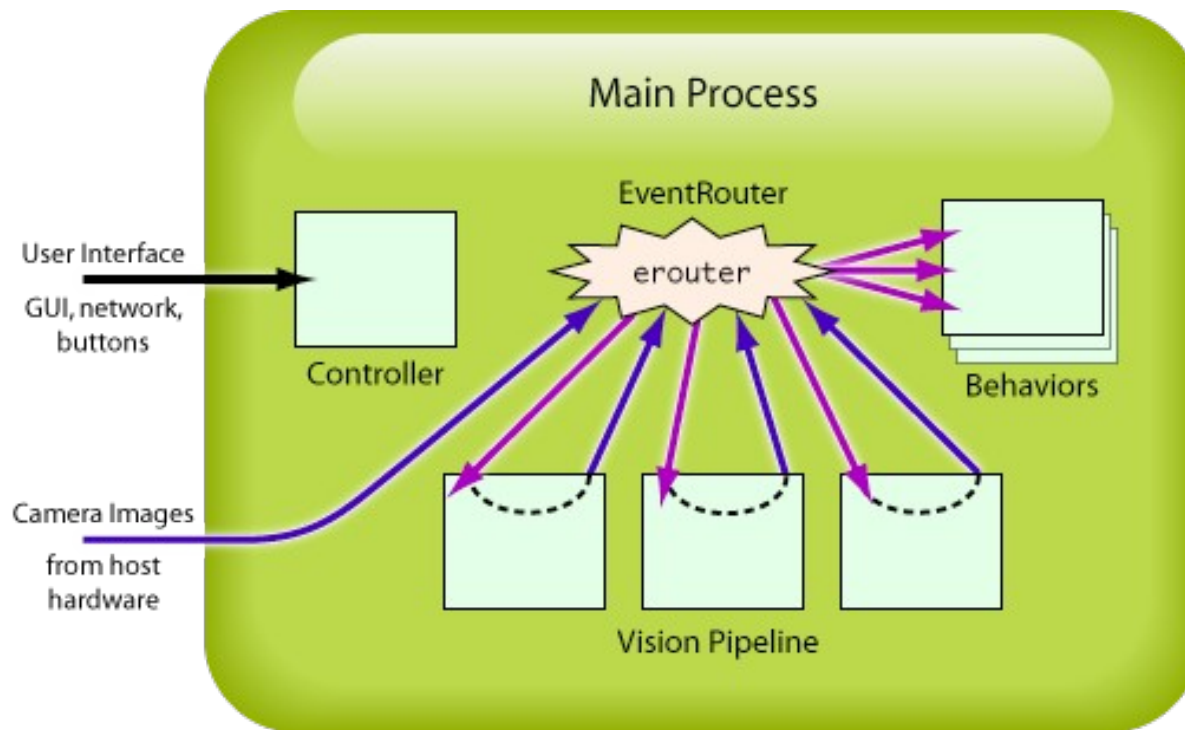 Main Process
EventRouter
erouter
User Interface
GUI, network,
buttons
Controller
Behaviors
Camera Images
from host
hardware
Vision Pipeline